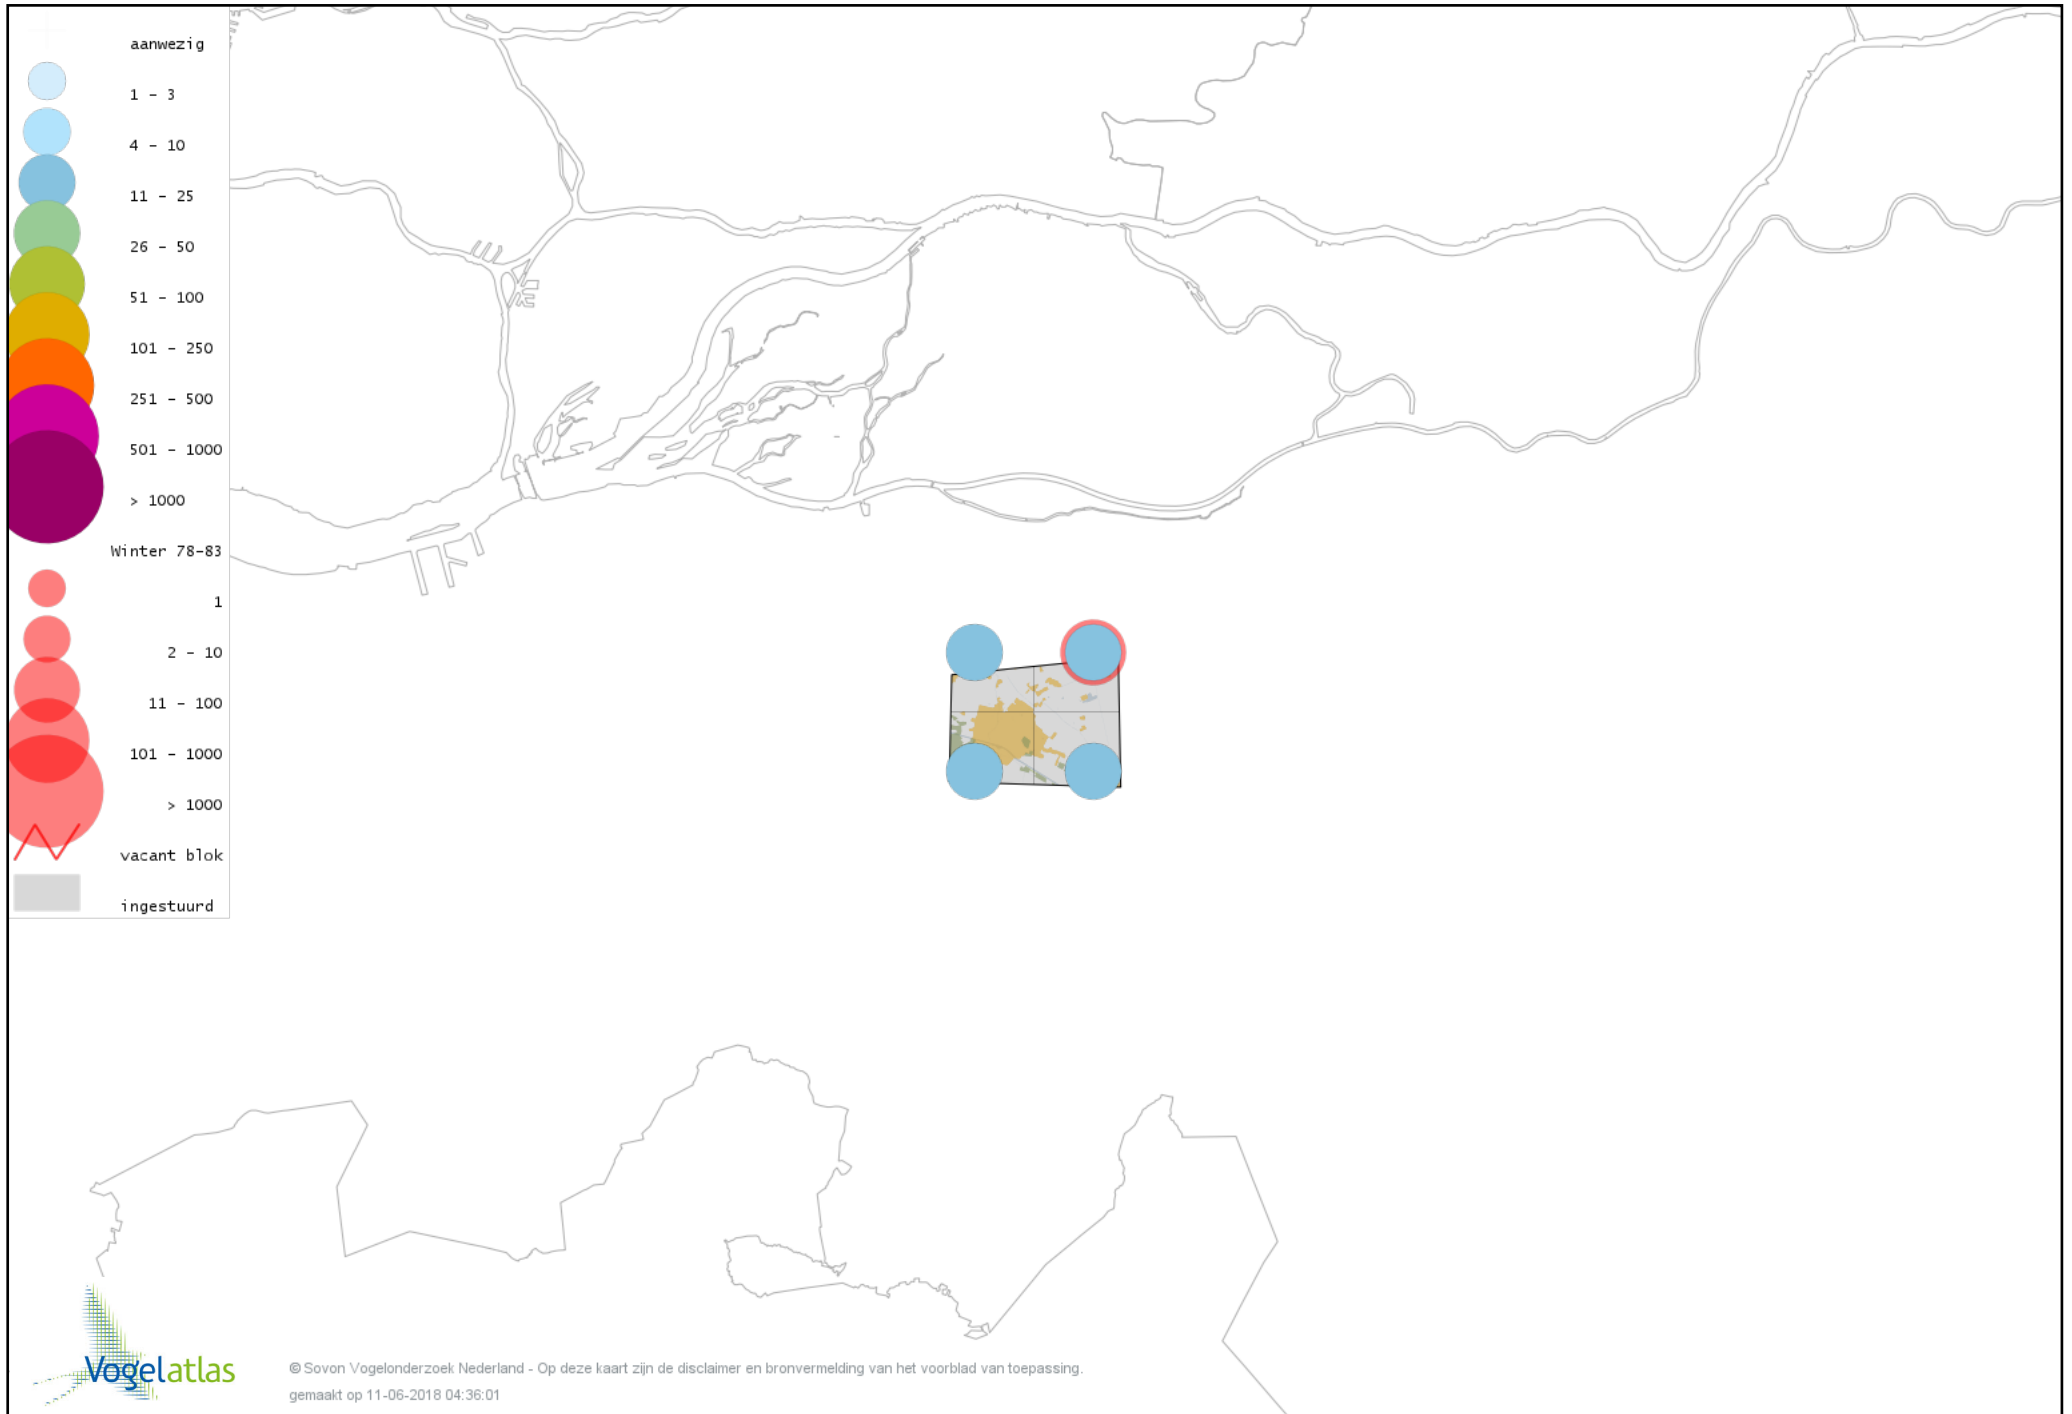 aanwezig
1 - 3
4 - 10
11 - 25
26 - 50
51 - 100
101 - 250
251 - 500
501 - 1000
> 1000
Winter 78-83
1
2 - 10
11 - 100
101 - 1000
> 1000
vacant blok
ingestuurd
Vogelatlas
© Sovon Vogelonderzoek Nederland - Op deze kaart zijn de disclaimer en bronvermelding van het voorblad van toepassing.
gemaakt op 11-06-2018 04:36:01